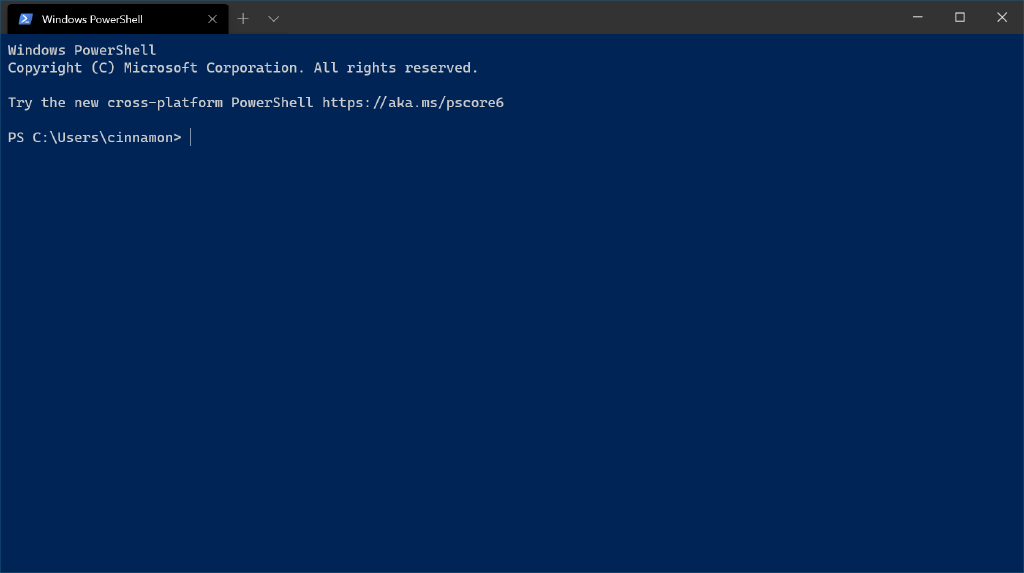 Windows PowerShell
Windows PowerShell
Copyright (C) Microsoft Corporation. All rights reserved.
Try the new cross-platform PowerShell https://aka.ms/pscore6
PS C:\Users\cinnamon>